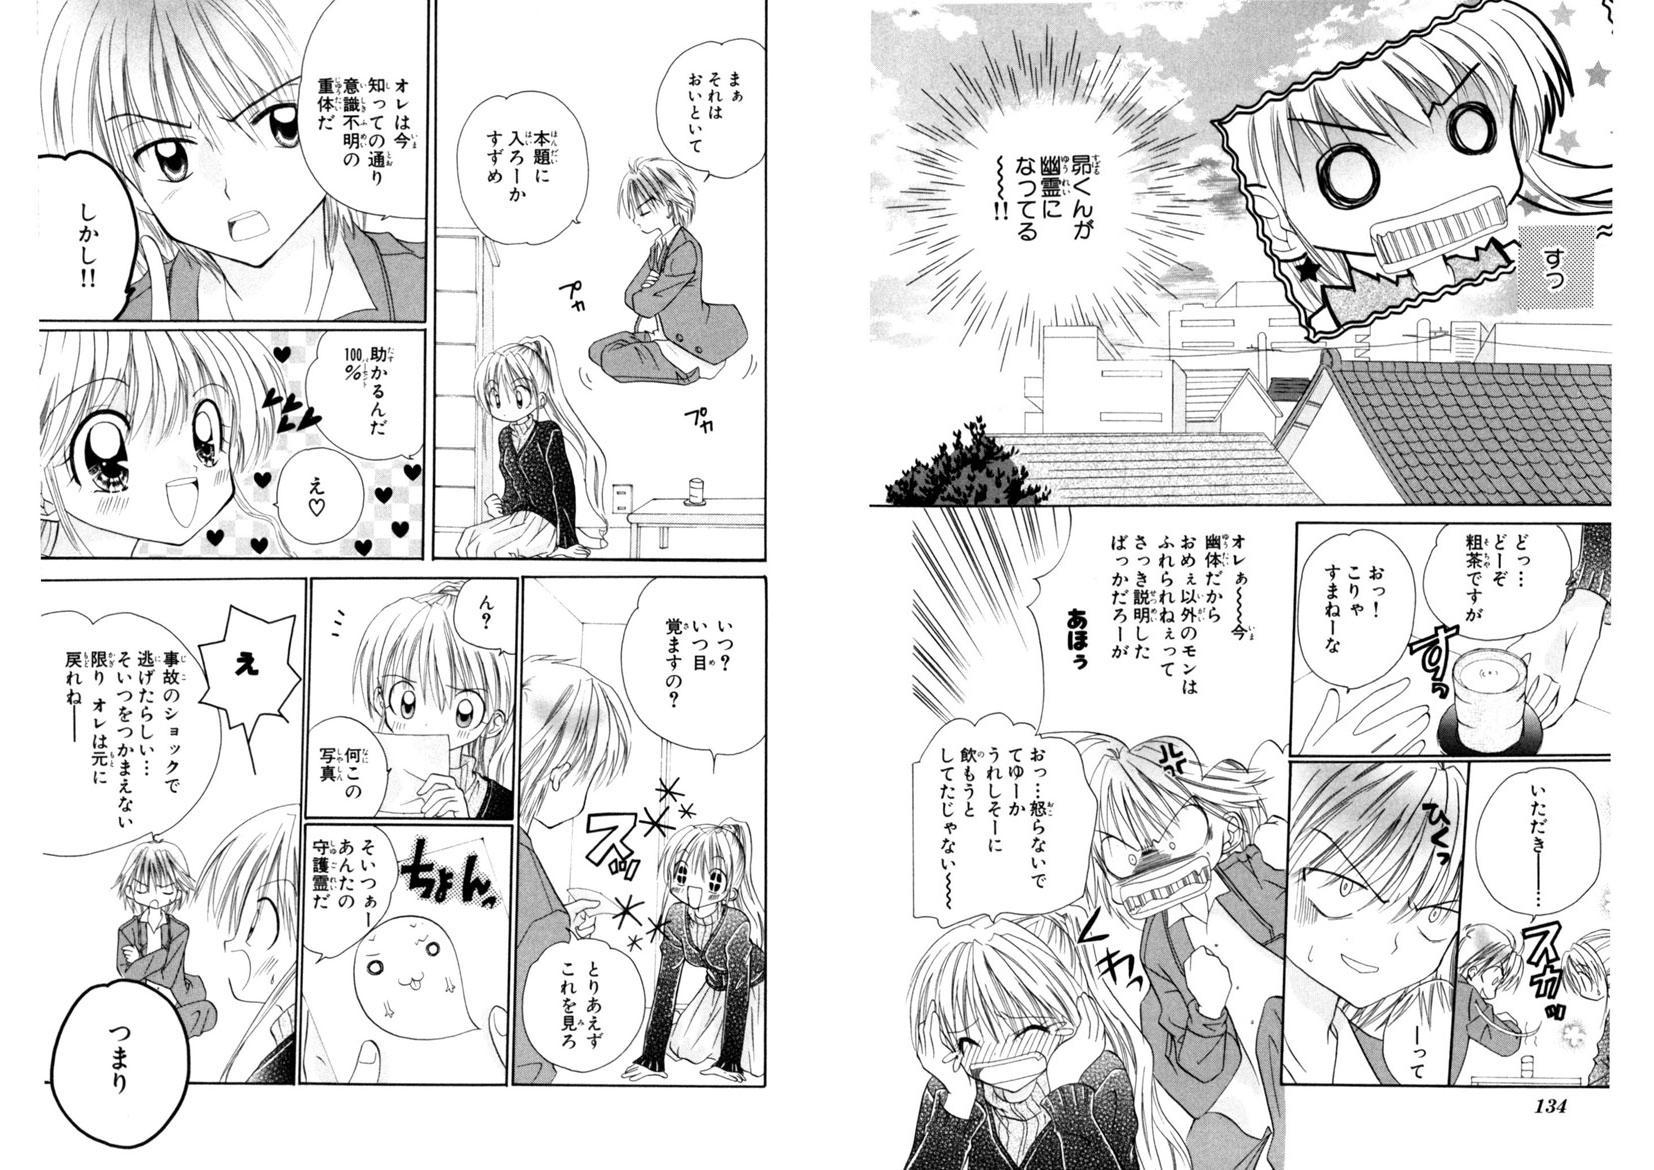 すっ
昴くんが
幽霊に
なってる
〜〜〜!!
どっ…
どーぞ
粗茶ですが
すっ
おっ!
こりゃ
すまねーな
いただきー……
スカッ
ーって
ひくっ
オレぁ〜〜〜今
幽体だから
おめぇ以外のモンは
ふれられねぇって
さっき説明した
ばっかだろーが
あほぅ
おっ…怒らないで
てゆーか
うれしそーに
飲もうと
してたじゃない〜〜
くわっ
134
まぁ
それは
おいといて
本題に
入ろーか
すずめ
プカ
プカ
オレは今
知っての通り
意識不明の
重体だ
しかし!!
助かるんだ
100%
え♡
いつ?
いつ目
覚ますの?
ズッ
とりあえず
これを見ろ
ん?
何この
写真
ちょん
そいつぁー
あんたの
守護霊だ
え
事故のショックで
逃げたらしい…
そいつをつかまえない
限り オレは元に
戻れねー――
つまり